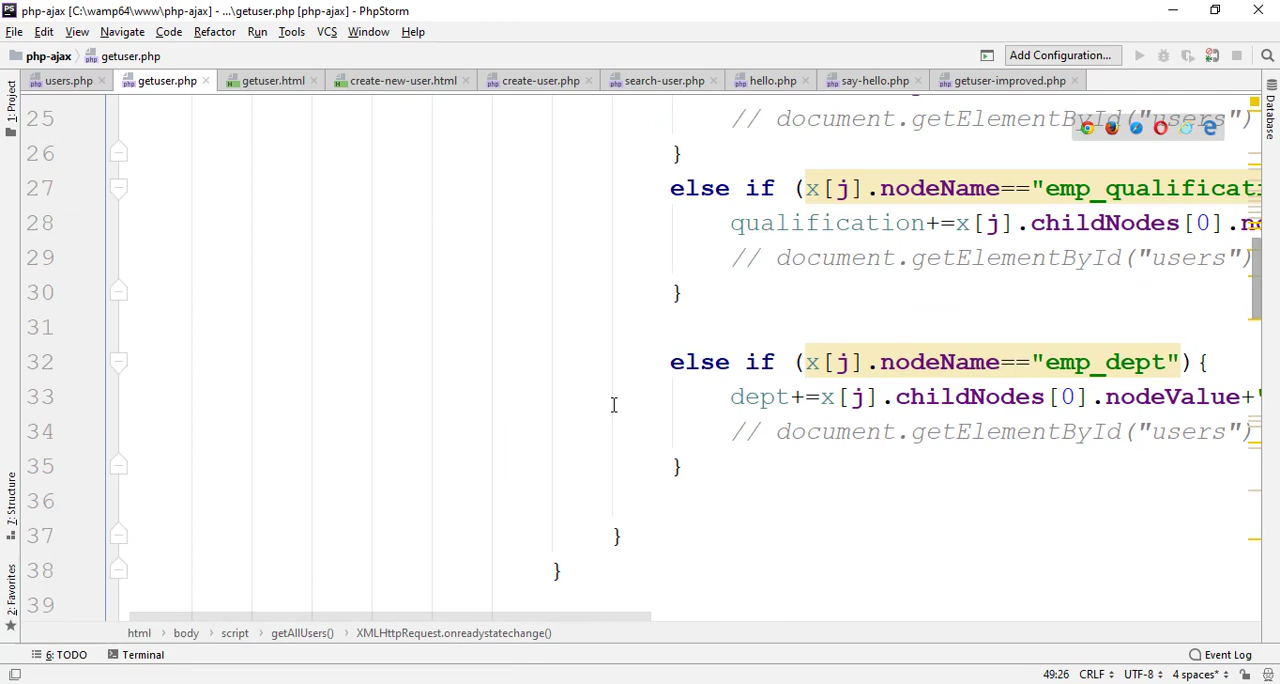 PS php-ajax [C:\wamp64\www\php-ajax] - ...\getuser.php [php-ajax] - PhpStorm
File Edit View Navigate Code Refactor Run Tools VCS Window Help
php-ajax getuser.php Add Configuration...
users.php getuser.php getuser.html create-new-user.html create-user.php search-user.php hello.php say-hello.php getuser-improved.php
1: Project
Database
25 // document.getElementById("users")
26 }
27 else if (x[j].nodeName=="emp_qualificati
28 qualification+=x[j].childNodes[0].no
29 // document.getElementById("users")
30 }
31
32 else if (x[j].nodeName=="emp_dept"){
33 dept+=x[j].childNodes[0].nodeValue+"
34 // document.getElementById("users")
35 }
36
37 }
38 }
39
Z: Structure
2: Favorites
html body script getAllUsers() XMLHttpRequest.onreadystatechange()
6: TODO Terminal Event Log
49:26 CRLF UTF-8 4 spaces*